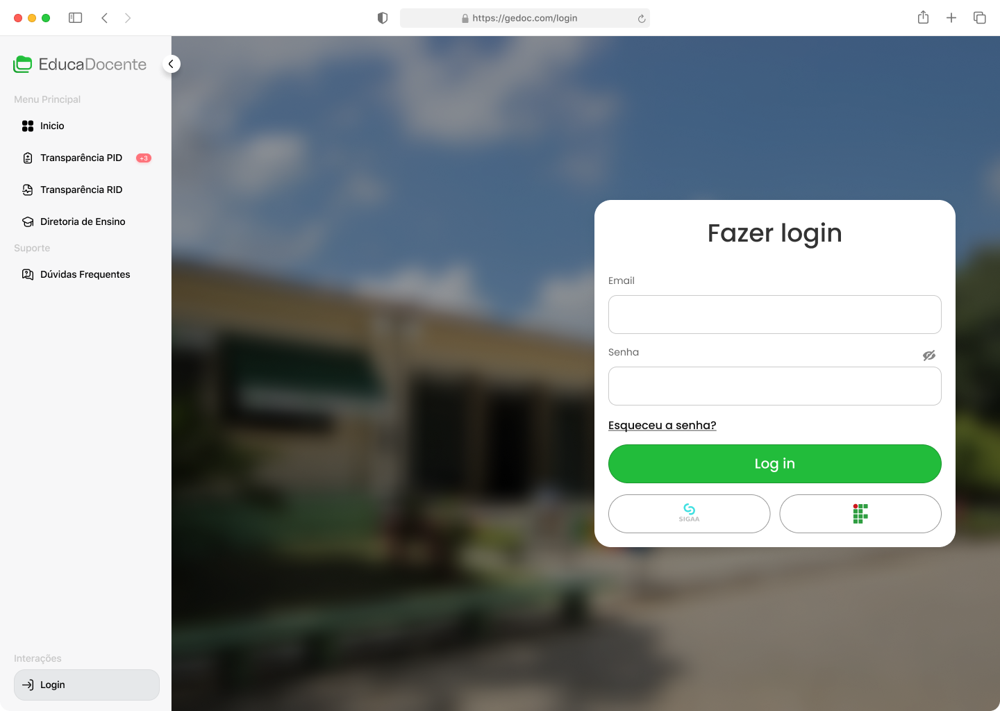 https://gedoc.com/login
EducaDocente
Menu Principal
Inicio
Transparência PID +3
Transparência RID
Diretoria de Ensino
Suporte
Dúvidas Frequentes
Interações
Login
Fazer login
Email
Senha
Esqueceu a senha?
Log in
SIGAA